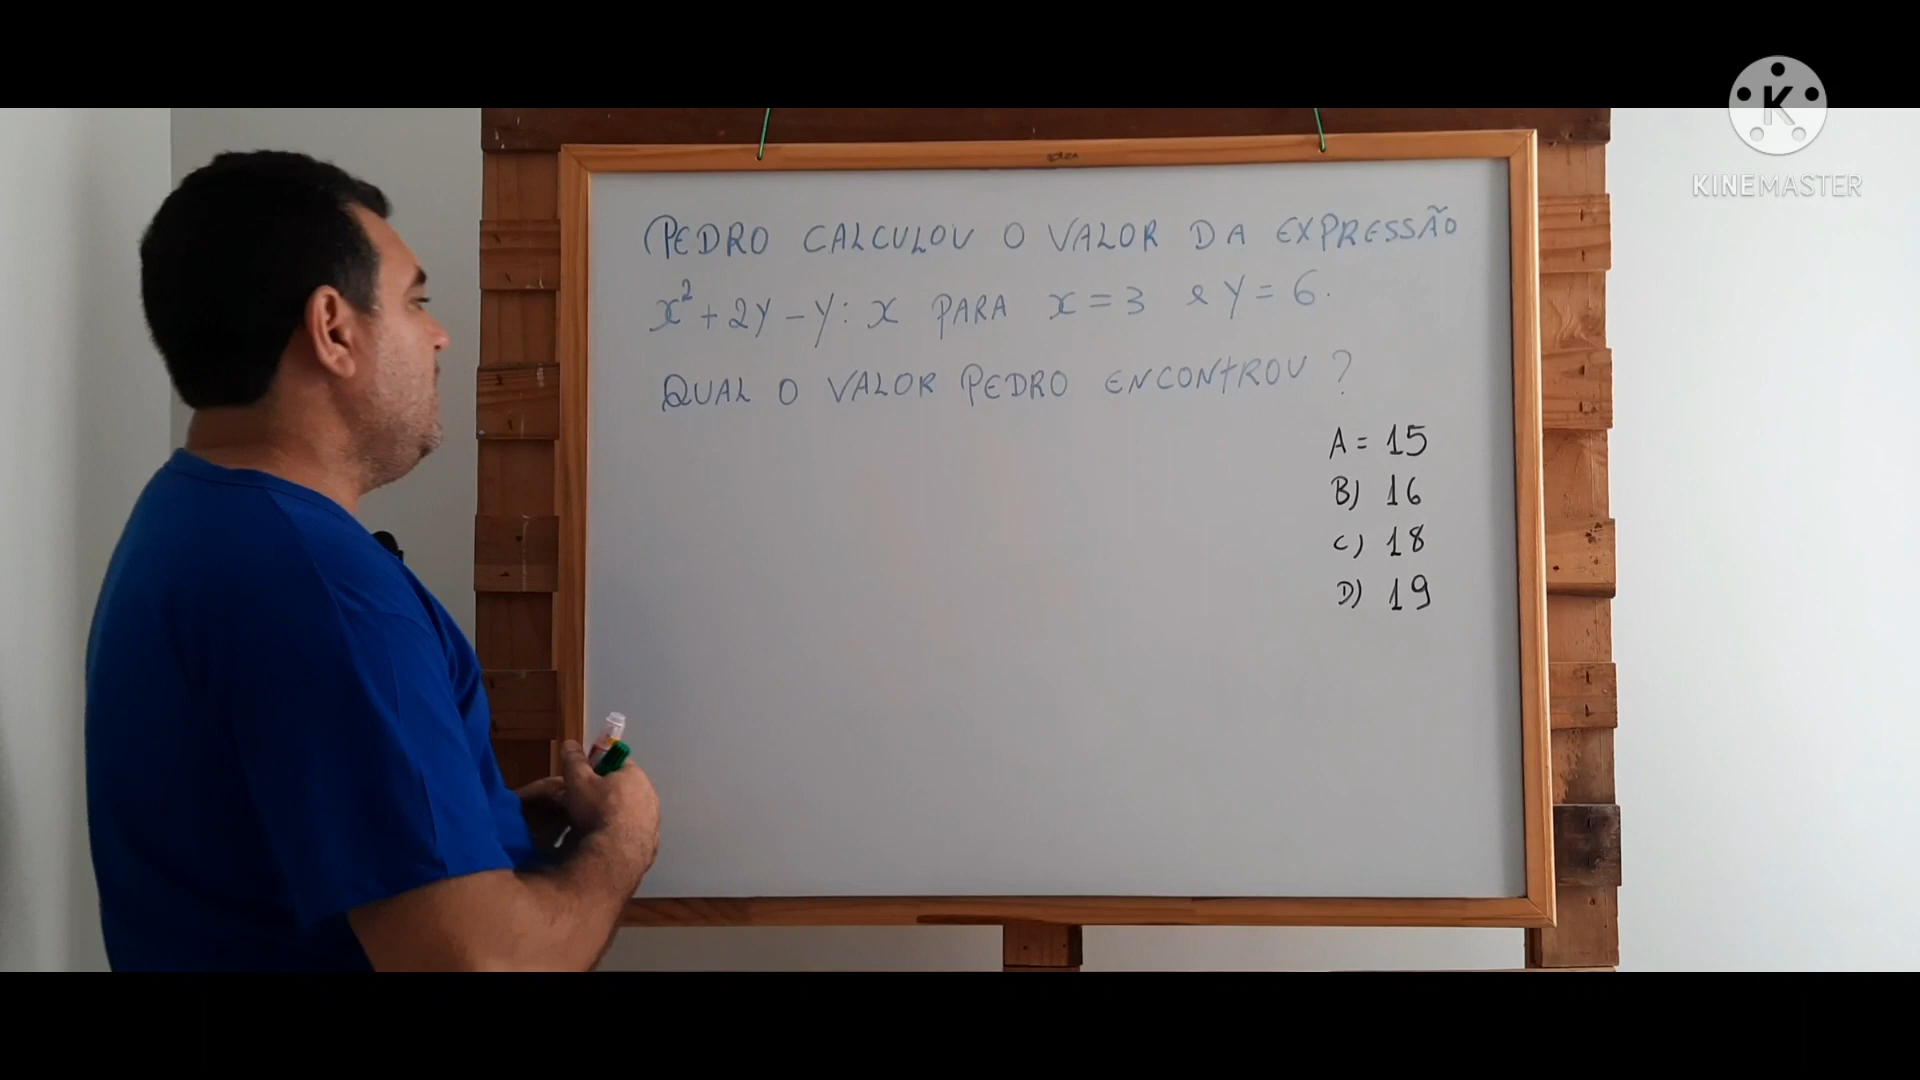 PEDRO CALCULOU O VALOR DA EXPRESSÃO
x²+2y-y:x PARA x=3 e y=6.
QUAL O VALOR PEDRO ENCONTROU?
A = 15
B) 16
C) 18
D) 19
KINEMASTER